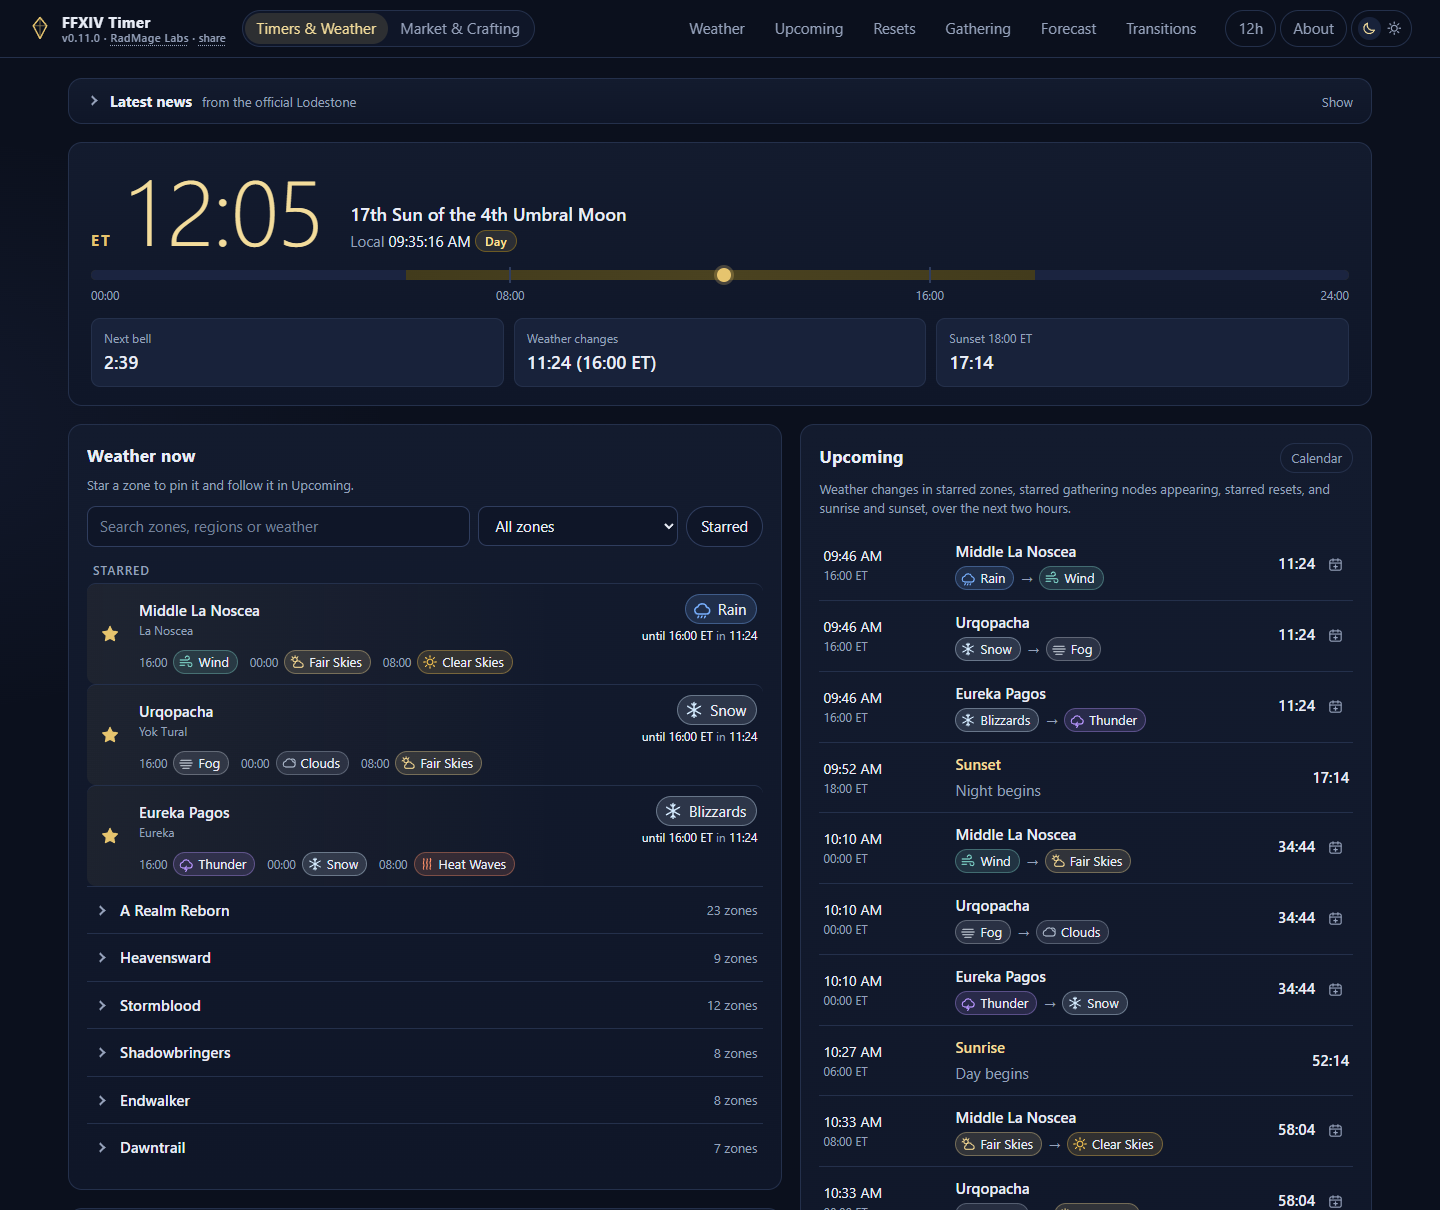 FFXIV Timer
v0.11.0 · RadMage Labs · share
Timers & Weather
Market & Crafting
Weather
Upcoming
Resets
Gathering
Forecast
Transitions
12h
About
Latest news from the official Lodestone
Show
ET 12:05
17th Sun of the 4th Umbral Moon
Local 09:35:16 AM Day
00:00
08:00
16:00
24:00
Next bell
2:39
Weather changes
11:24 (16:00 ET)
Sunset 18:00 ET
17:14
Weather now
Star a zone to pin it and follow it in Upcoming.
Search zones, regions or weather
All zones
Starred
STARRED
Middle La Noscea
Rain
La Noscea
until 16:00 ET in 11:24
16:00 Wind 00:00 Fair Skies 08:00 Clear Skies
Urqopacha
Snow
Yok Tural
until 16:00 ET in 11:24
16:00 Fog 00:00 Clouds 08:00 Fair Skies
Eureka Pagos
Blizzards
Eureka
until 16:00 ET in 11:24
16:00 Thunder 00:00 Snow 08:00 Heat Waves
A Realm Reborn 23 zones
Heavensward 9 zones
Stormblood 12 zones
Shadowbringers 8 zones
Endwalker 8 zones
Dawntrail 7 zones
Upcoming
Calendar
Weather changes in starred zones, starred gathering nodes appearing, starred resets, and
sunrise and sunset, over the next two hours.
09:46 AM Middle La Noscea 11:24
16:00 ET Rain → Wind
09:46 AM Urqopacha 11:24
16:00 ET Snow → Fog
09:46 AM Eureka Pagos 11:24
16:00 ET Blizzards → Thunder
09:52 AM Sunset 17:14
18:00 ET Night begins
10:10 AM Middle La Noscea 34:44
00:00 ET Wind → Fair Skies
10:10 AM Urqopacha 34:44
00:00 ET Fog → Clouds
10:10 AM Eureka Pagos 34:44
00:00 ET Thunder → Snow
10:27 AM Sunrise 52:14
06:00 ET Day begins
10:33 AM Middle La Noscea 58:04
08:00 ET Fair Skies → Clear Skies
10:33 AM Urqopacha 58:04